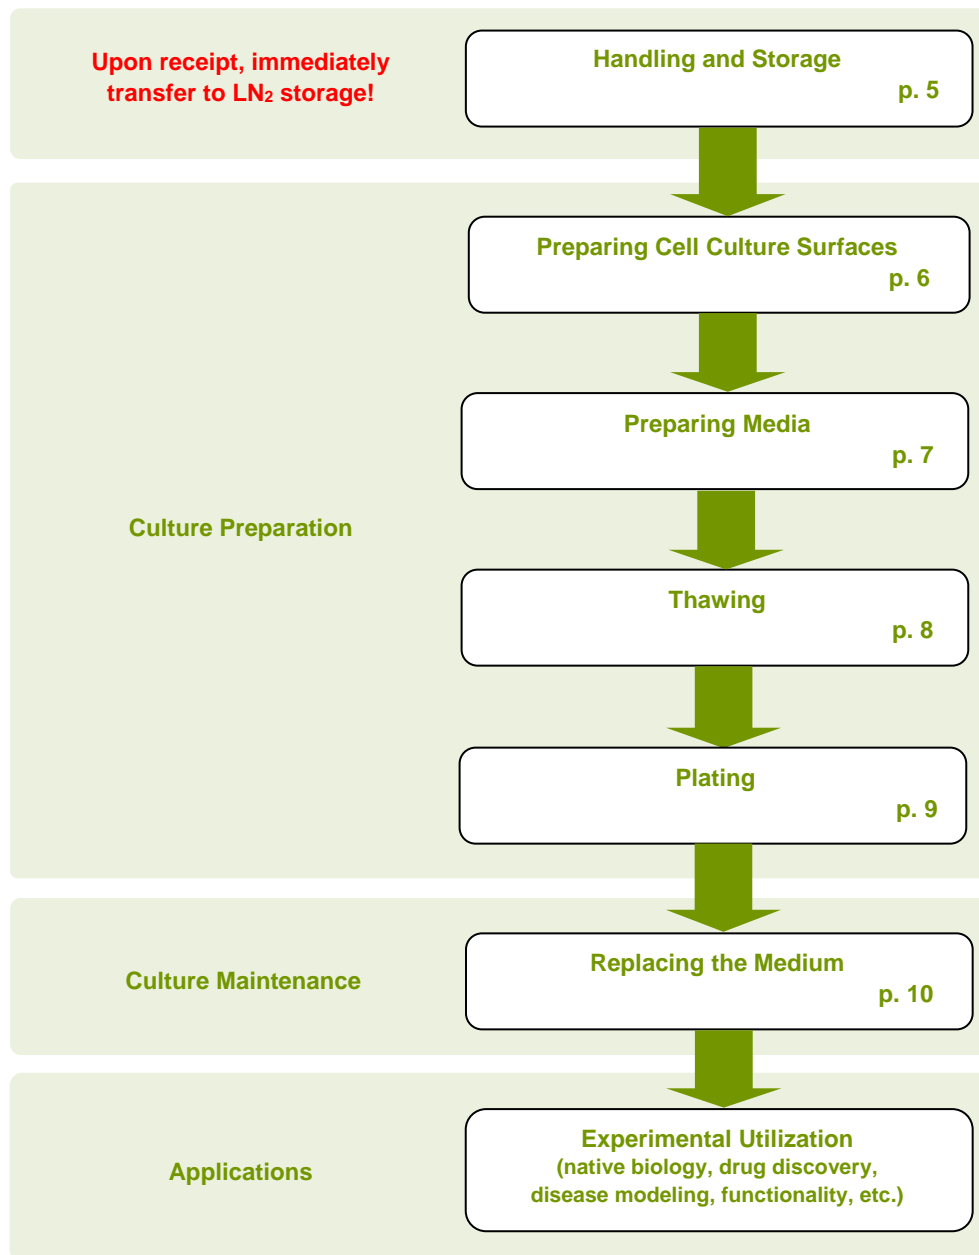 Upon receipt, immediately
transfer to LN₂ storage!
Handling and Storage
p. 5
Culture Preparation
Preparing Cell Culture Surfaces
p. 6
Preparing Media
p. 7
Thawing
p. 8
Plating
p. 9
Culture Maintenance
Replacing the Medium
p. 10
Applications
Experimental Utilization
(native biology, drug discovery,
disease modeling, functionality, etc.)